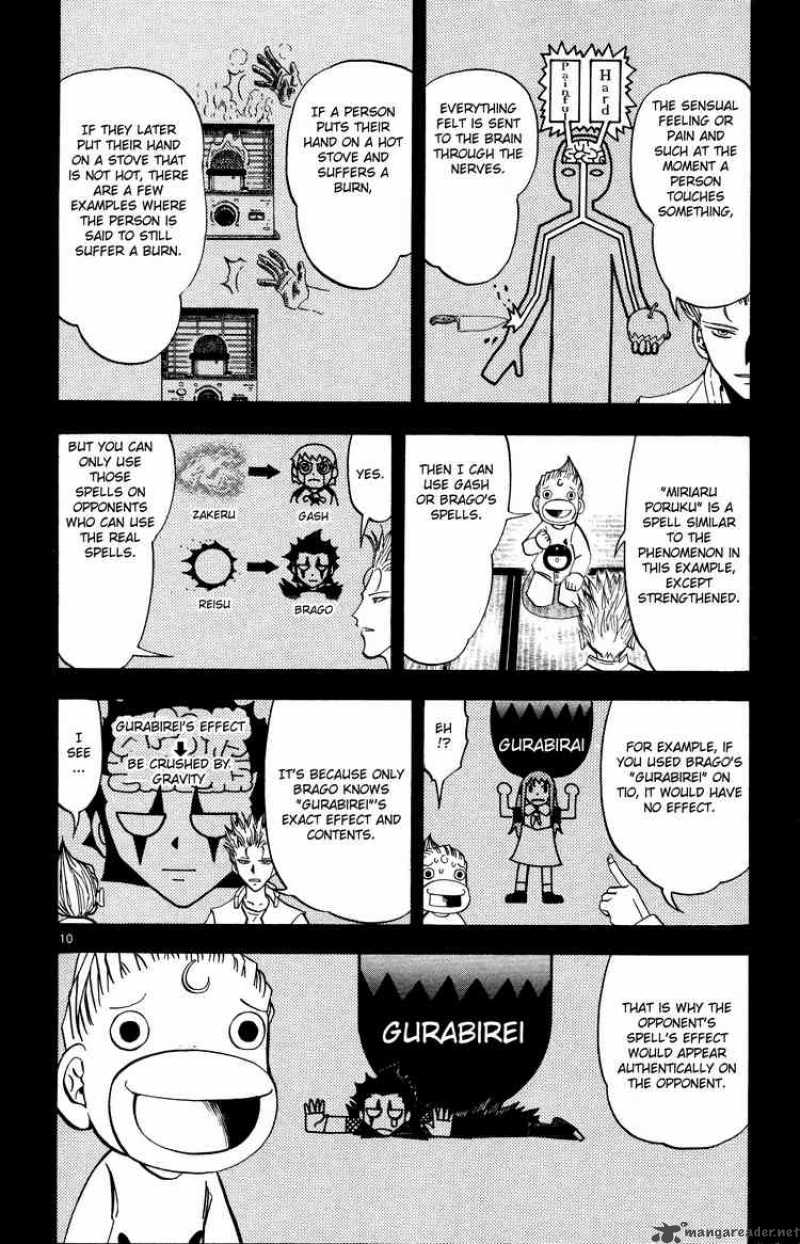 THE SENSUAL
FEELING OR
PAIN AND
SUCH AT THE
MOMENT A
PERSON
TOUCHES
SOMETHING,
Hard
Painful
EVERYTHING
FELT IS SENT
TO THE BRAIN
THROUGH THE
NERVES.
IF A PERSON
PUTS THEIR
HAND ON A HOT
STOVE AND
SUFFERS A
BURN,
IF THEY LATER
PUT THEIR HAND
ON A STOVE THAT
IS NOT HOT, THERE
ARE A FEW
EXAMPLES WHERE
THE PERSON IS
SAID TO STILL
SUFFER A BURN.
"MIRIARU
PORUKU" IS A
SPELL SIMILAR
TO THE
PHENOMENON IN
THIS EXAMPLE,
EXCEPT
STRENGTHENED.
THEN I CAN
USE GASH
OR BRAGO'S
SPELLS.
YES.
ZAKERU
GASH
REISU
BRAGO
BUT YOU CAN
ONLY USE
THOSE
SPELLS ON
OPPONENTS
WHO CAN USE
THE REAL
SPELLS.
FOR EXAMPLE, IF
YOU USED BRAGO'S
"GURABIREI" ON
TIO, IT WOULD HAVE
NO EFFECT.
GURABIRAI
EH
!?
IT'S BECAUSE ONLY
BRAGO KNOWS
"GURABIREI"'S
EXACT EFFECT AND
CONTENTS.
GURABIREI'S EFFECT
BE CRUSHED BY
GRAVITY
I
SEE
...
10
THAT IS WHY THE
OPPONENT'S
SPELL'S EFFECT
WOULD APPEAR
AUTHENTICALLY ON
THE OPPONENT.
GURABIREI
mangareader.net